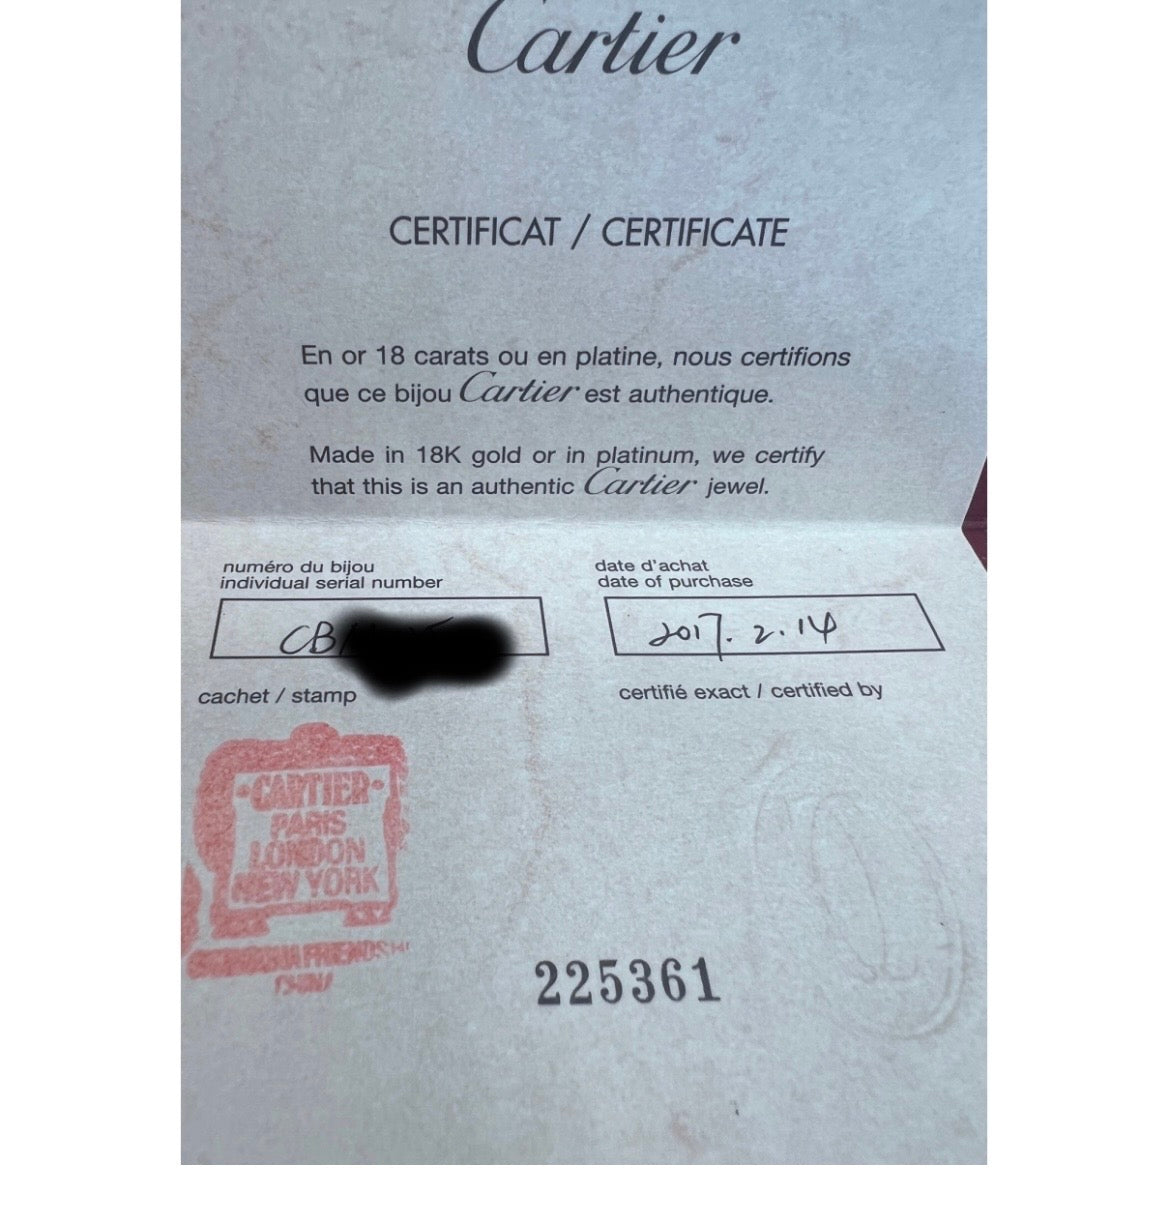 Cartier
CERTIFICAT / CERTIFICATE
En or 18 carats ou en platine, nous certifions
que ce bijou Cartier est authentique.
Made in 18K gold or in platinum, we certify
that this is an authentic Cartier jewel.
numéro du bijou
individual serial number
CB
date d'achat
date of purchase
2017. 2. 14
cachet / stamp
certifié exact / certified by
CARTIER
PARIS
LONDON
NEW YORK
225361